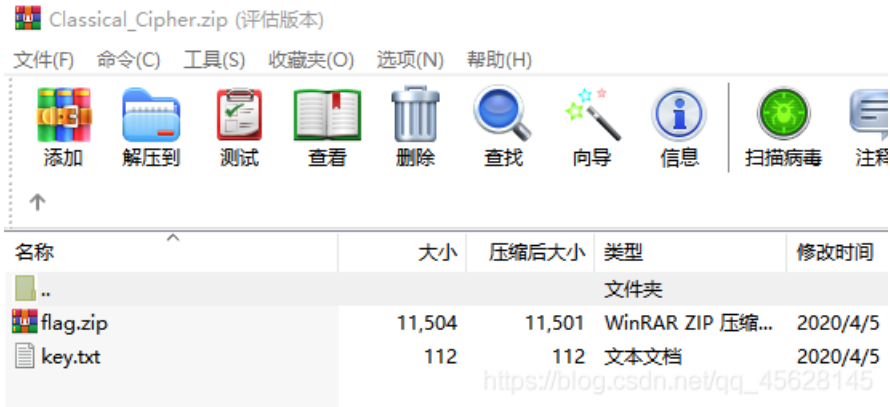 Classical_Cipher.zip (评估版本)
文件(F) 命令(C) 工具(S) 收藏夹(O) 选项(N) 帮助(H)
添加 解压到 测试 查看 删除 查找 向导 信息 扫描病毒 注释
名称 大小 压缩后大小 类型 修改时间
.. 文件夹
flag.zip 11,504 11,501 WinRAR ZIP 压缩... 2020/4/5
key.txt 112 112 文本文档 2020/4/5
https://blog.csdn.net/qq_45628145